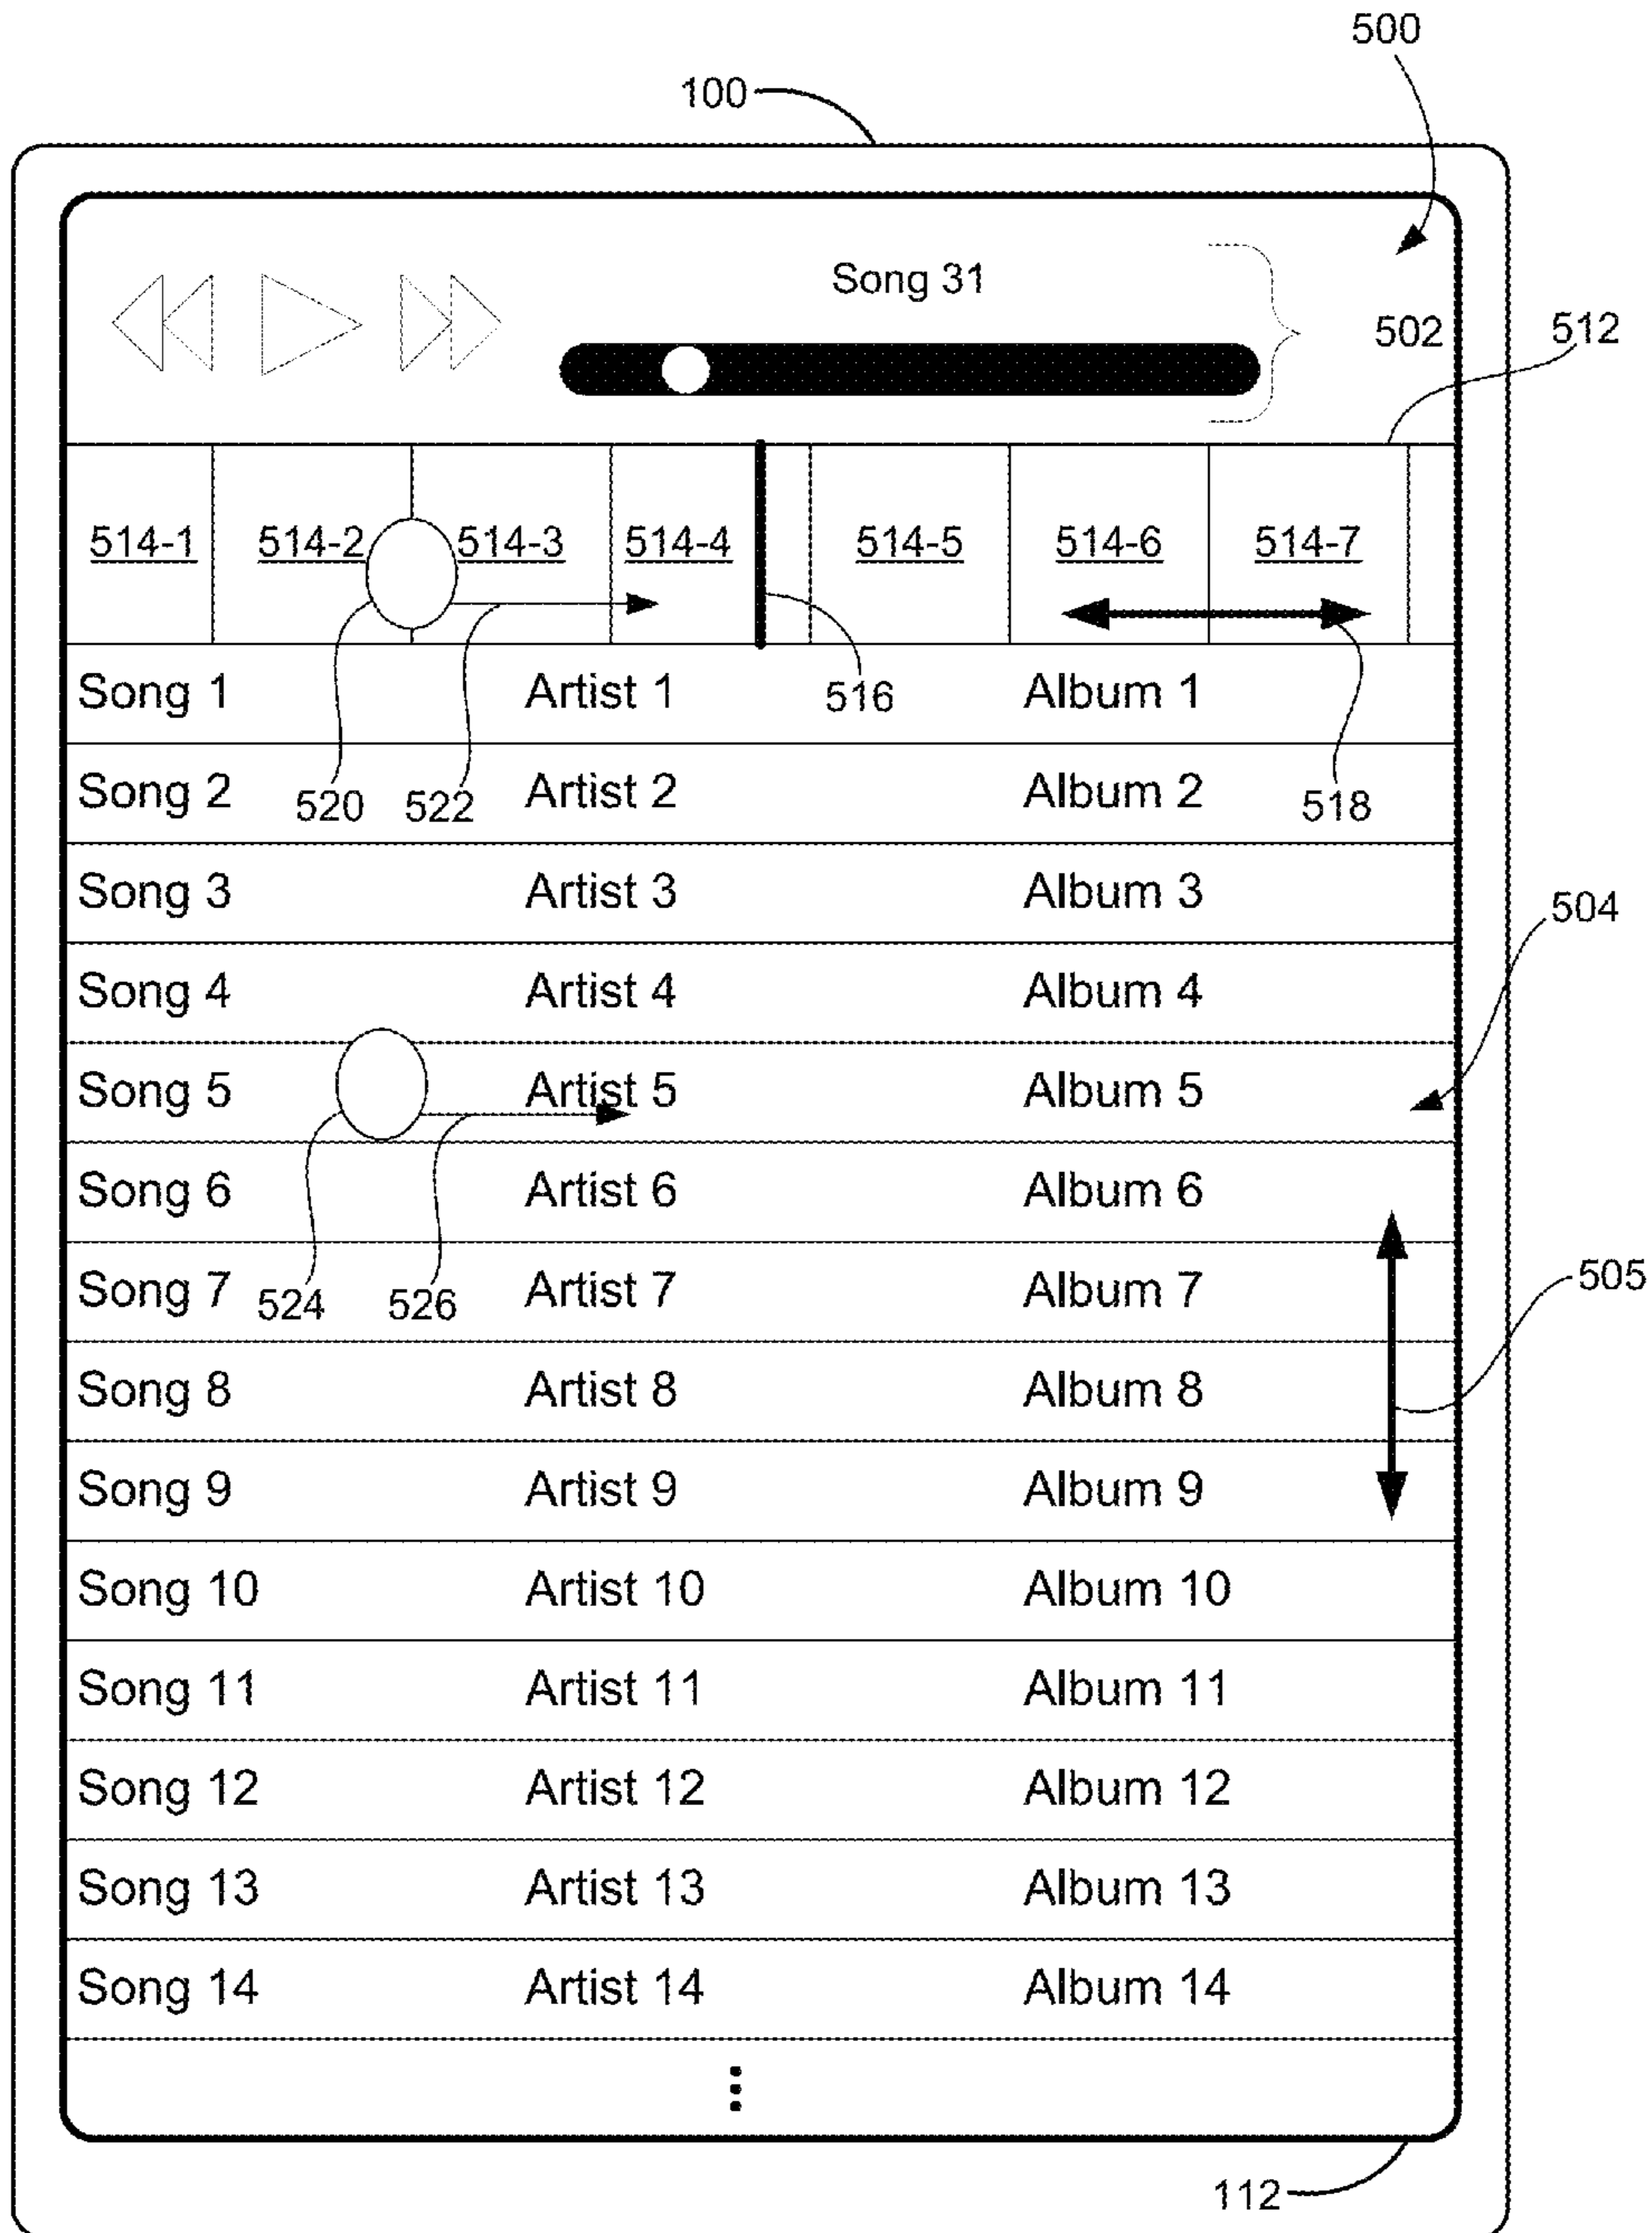 500
100
Song 31
502
512
514-1 514-2 514-3 514-4 514-5 514-6 514-7
Song 1 Artist 1 516 Album 1
Song 2 520 522 Artist 2 Album 2 518
Song 3 Artist 3 Album 3
504
Song 4 Artist 4 Album 4
Song 5 Artist 5 Album 5
Song 6 Artist 6 Album 6
505
Song 7 524 526 Artist 7 Album 7
Song 8 Artist 8 Album 8
Song 9 Artist 9 Album 9
Song 10 Artist 10 Album 10
Song 11 Artist 11 Album 11
Song 12 Artist 12 Album 12
Song 13 Artist 13 Album 13
Song 14 Artist 14 Album 14
112